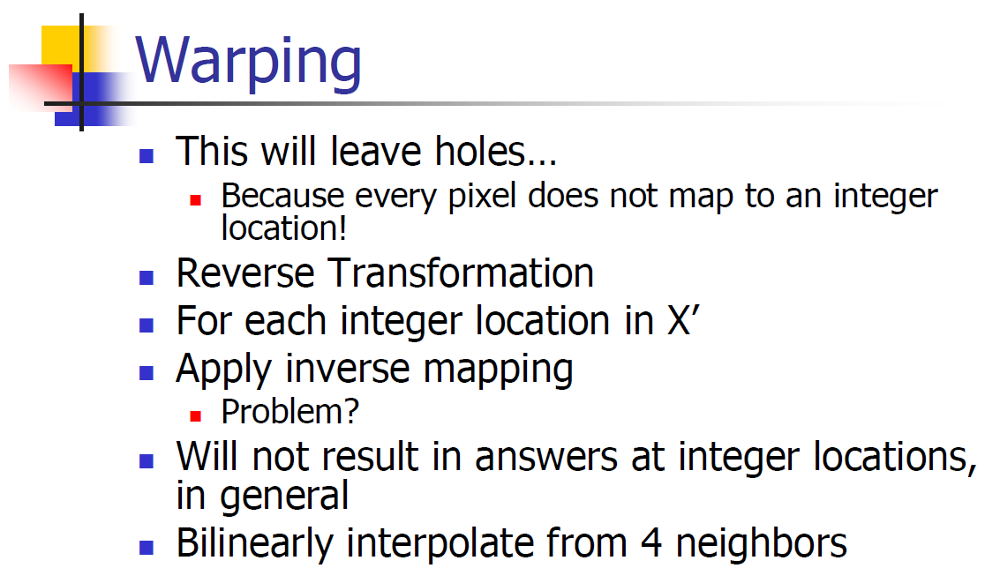 Warping
This will leave holes…
Because every pixel does not map to an integer
location!
Reverse Transformation
For each integer location in X’
Apply inverse mapping
Problem?
Will not result in answers at integer locations,
in general
Bilinearly interpolate from 4 neighbors